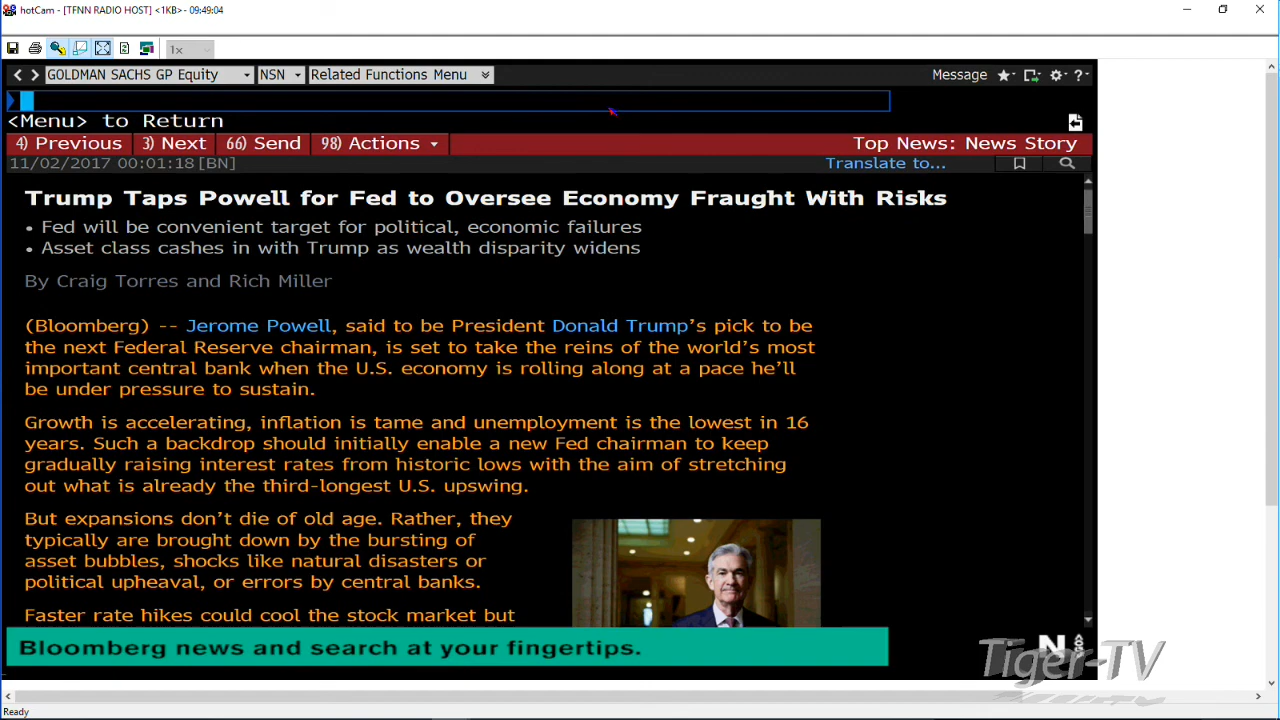 hotCam - [TFNN RADIO HOST] <1KB> - 09:49:04
1x
GOLDMAN SACHS GP Equity NSN Related Functions Menu Message
<Menu> to Return
4) Previous 3) Next 66) Send 98) Actions Top News: News Story
11/02/2017 00:01:18 [BN] Translate to...
Trump Taps Powell for Fed to Oversee Economy Fraught With Risks
• Fed will be convenient target for political, economic failures
• Asset class cashes in with Trump as wealth disparity widens
By Craig Torres and Rich Miller
(Bloomberg) -- Jerome Powell, said to be President Donald Trump’s pick to be
the next Federal Reserve chairman, is set to take the reins of the world’s most
important central bank when the U.S. economy is rolling along at a pace he’ll
be under pressure to sustain.
Growth is accelerating, inflation is tame and unemployment is the lowest in 16
years. Such a backdrop should initially enable a new Fed chairman to keep
gradually raising interest rates from historic lows with the aim of stretching
out what is already the third-longest U.S. upswing.
But expansions don’t die of old age. Rather, they
typically are brought down by the bursting of
asset bubbles, shocks like natural disasters or
political upheaval, or errors by central banks.
Faster rate hikes could cool the stock market but
Bloomberg news and search at your fingertips.
N
Tiger-TV
Ready